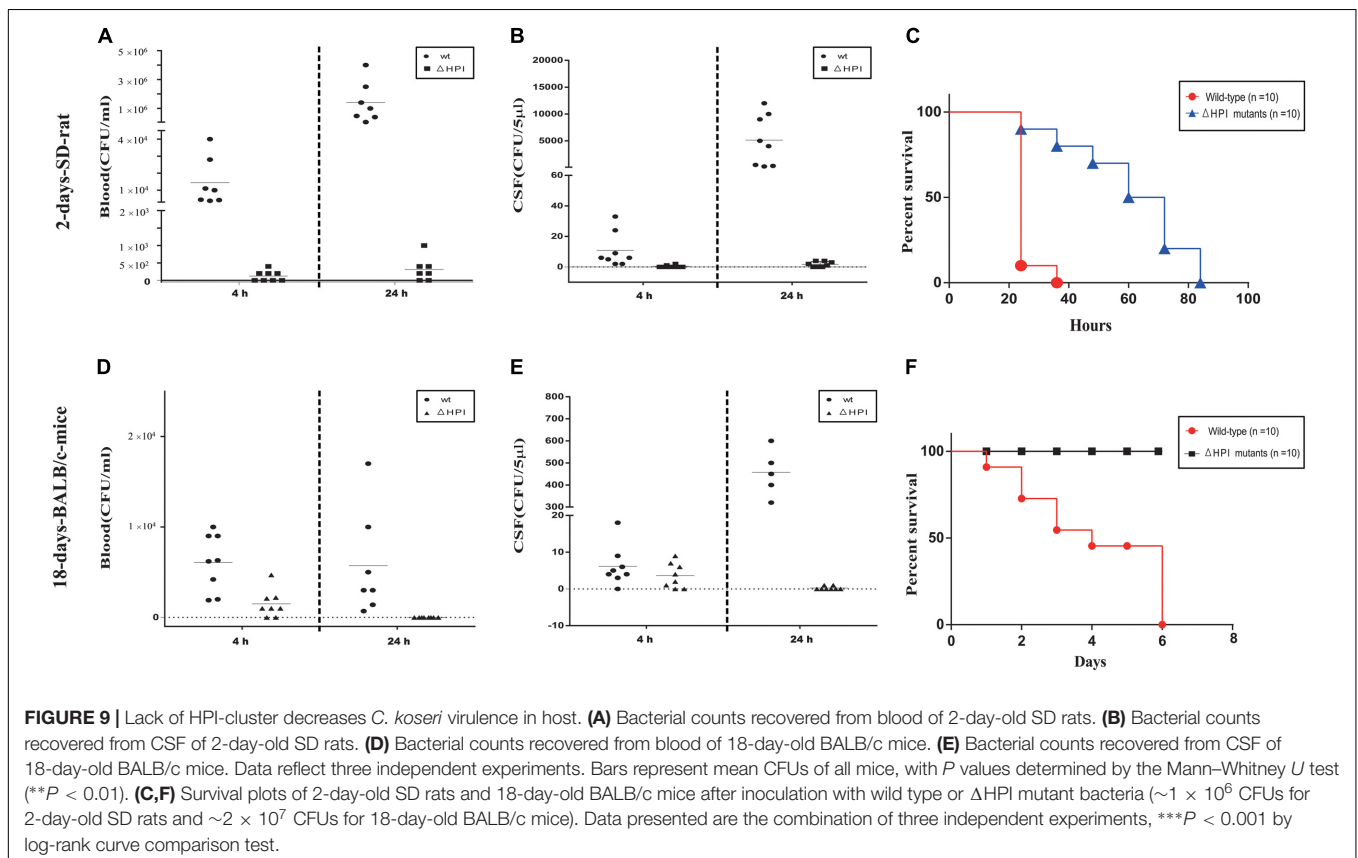 A
2-days-SD-rat
Blood(CFU/ml)
5 ×10⁶
3 ×10⁶
1 ×10⁶
4 ×10⁴
1 ×10⁴
2 ×10³
1 ×10³
5 ×10²
0
wt
ΔHPI
4 h
24 h
B
CSF(CFU/5μl)
20000
15000
10000
5000
60
40
20
0
wt
ΔHPI
4 h
24 h
C
Percent survival
100
50
0
Wild-type (n =10)
ΔHPI mutants (n =10)
0 20 40 60 80 100
Hours
D
18-days-BALB/c-mice
Blood(CFU/ml)
2 ×10⁴
1 ×10⁴
0
wt
ΔHPI
4 h
24 h
E
CSF(CFU/5μl)
800
700
600
500
400
300
20
10
0
-10
wt
ΔHPI
4 h
24 h
F
Percent survival
100
50
0
Wild-type (n =10)
ΔHPI mutants (n =10)
0 2 4 6 8
Days
FIGURE 9 | Lack of HPI-cluster decreases C. koseri virulence in host. (A) Bacterial counts recovered from blood of 2-day-old SD rats. (B) Bacterial counts
recovered from CSF of 2-day-old SD rats. (D) Bacterial counts recovered from blood of 18-day-old BALB/c mice. (E) Bacterial counts recovered from CSF of
18-day-old BALB/c mice. Data reflect three independent experiments. Bars represent mean CFUs of all mice, with P values determined by the Mann–Whitney U test
(**P < 0.01). (C,F) Survival plots of 2-day-old SD rats and 18-day-old BALB/c mice after inoculation with wild type or ΔHPI mutant bacteria (~1 × 10⁶ CFUs for
2-day-old SD rats and ~2 × 10⁷ CFUs for 18-day-old BALB/c mice). Data presented are the combination of three independent experiments, ***P < 0.001 by
log-rank curve comparison test.